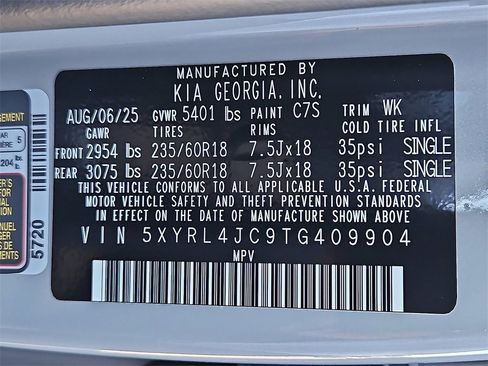 MANUFACTURED BY
KIA GEORGIA, INC.
AUG/06/25 GVWR 5401 lbs PAINT C7S TRIM WK
GAWR TIRES RIMS COLD TIRE INFL
FRONT 2954 lbs 235/60R18 7.5Jx18 35psi SINGLE
REAR 3075 lbs 235/60R18 7.5Jx18 35psi SINGLE
THIS VEHICLE CONFORMS TO ALL APPLICABLE U.S.A. FEDERAL
MOTOR VEHICLE SAFETY AND THEFT PREVENTION STANDARDS
IN EFFECT ON THE DATE OF MANUFACTURE SHOWN ABOVE
VIN 5XYRL4JC9TG409904
MPV
5720